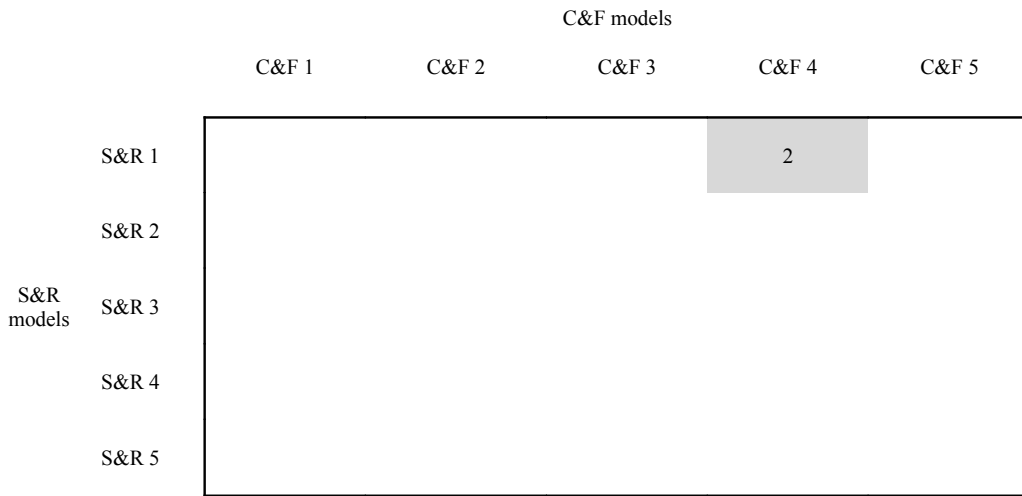 C&F models
C&F 1 C&F 2 C&F 3 C&F 4 C&F 5
S&R 1 2
S&R 2
S&R
models
S&R 3
S&R 4
S&R 5